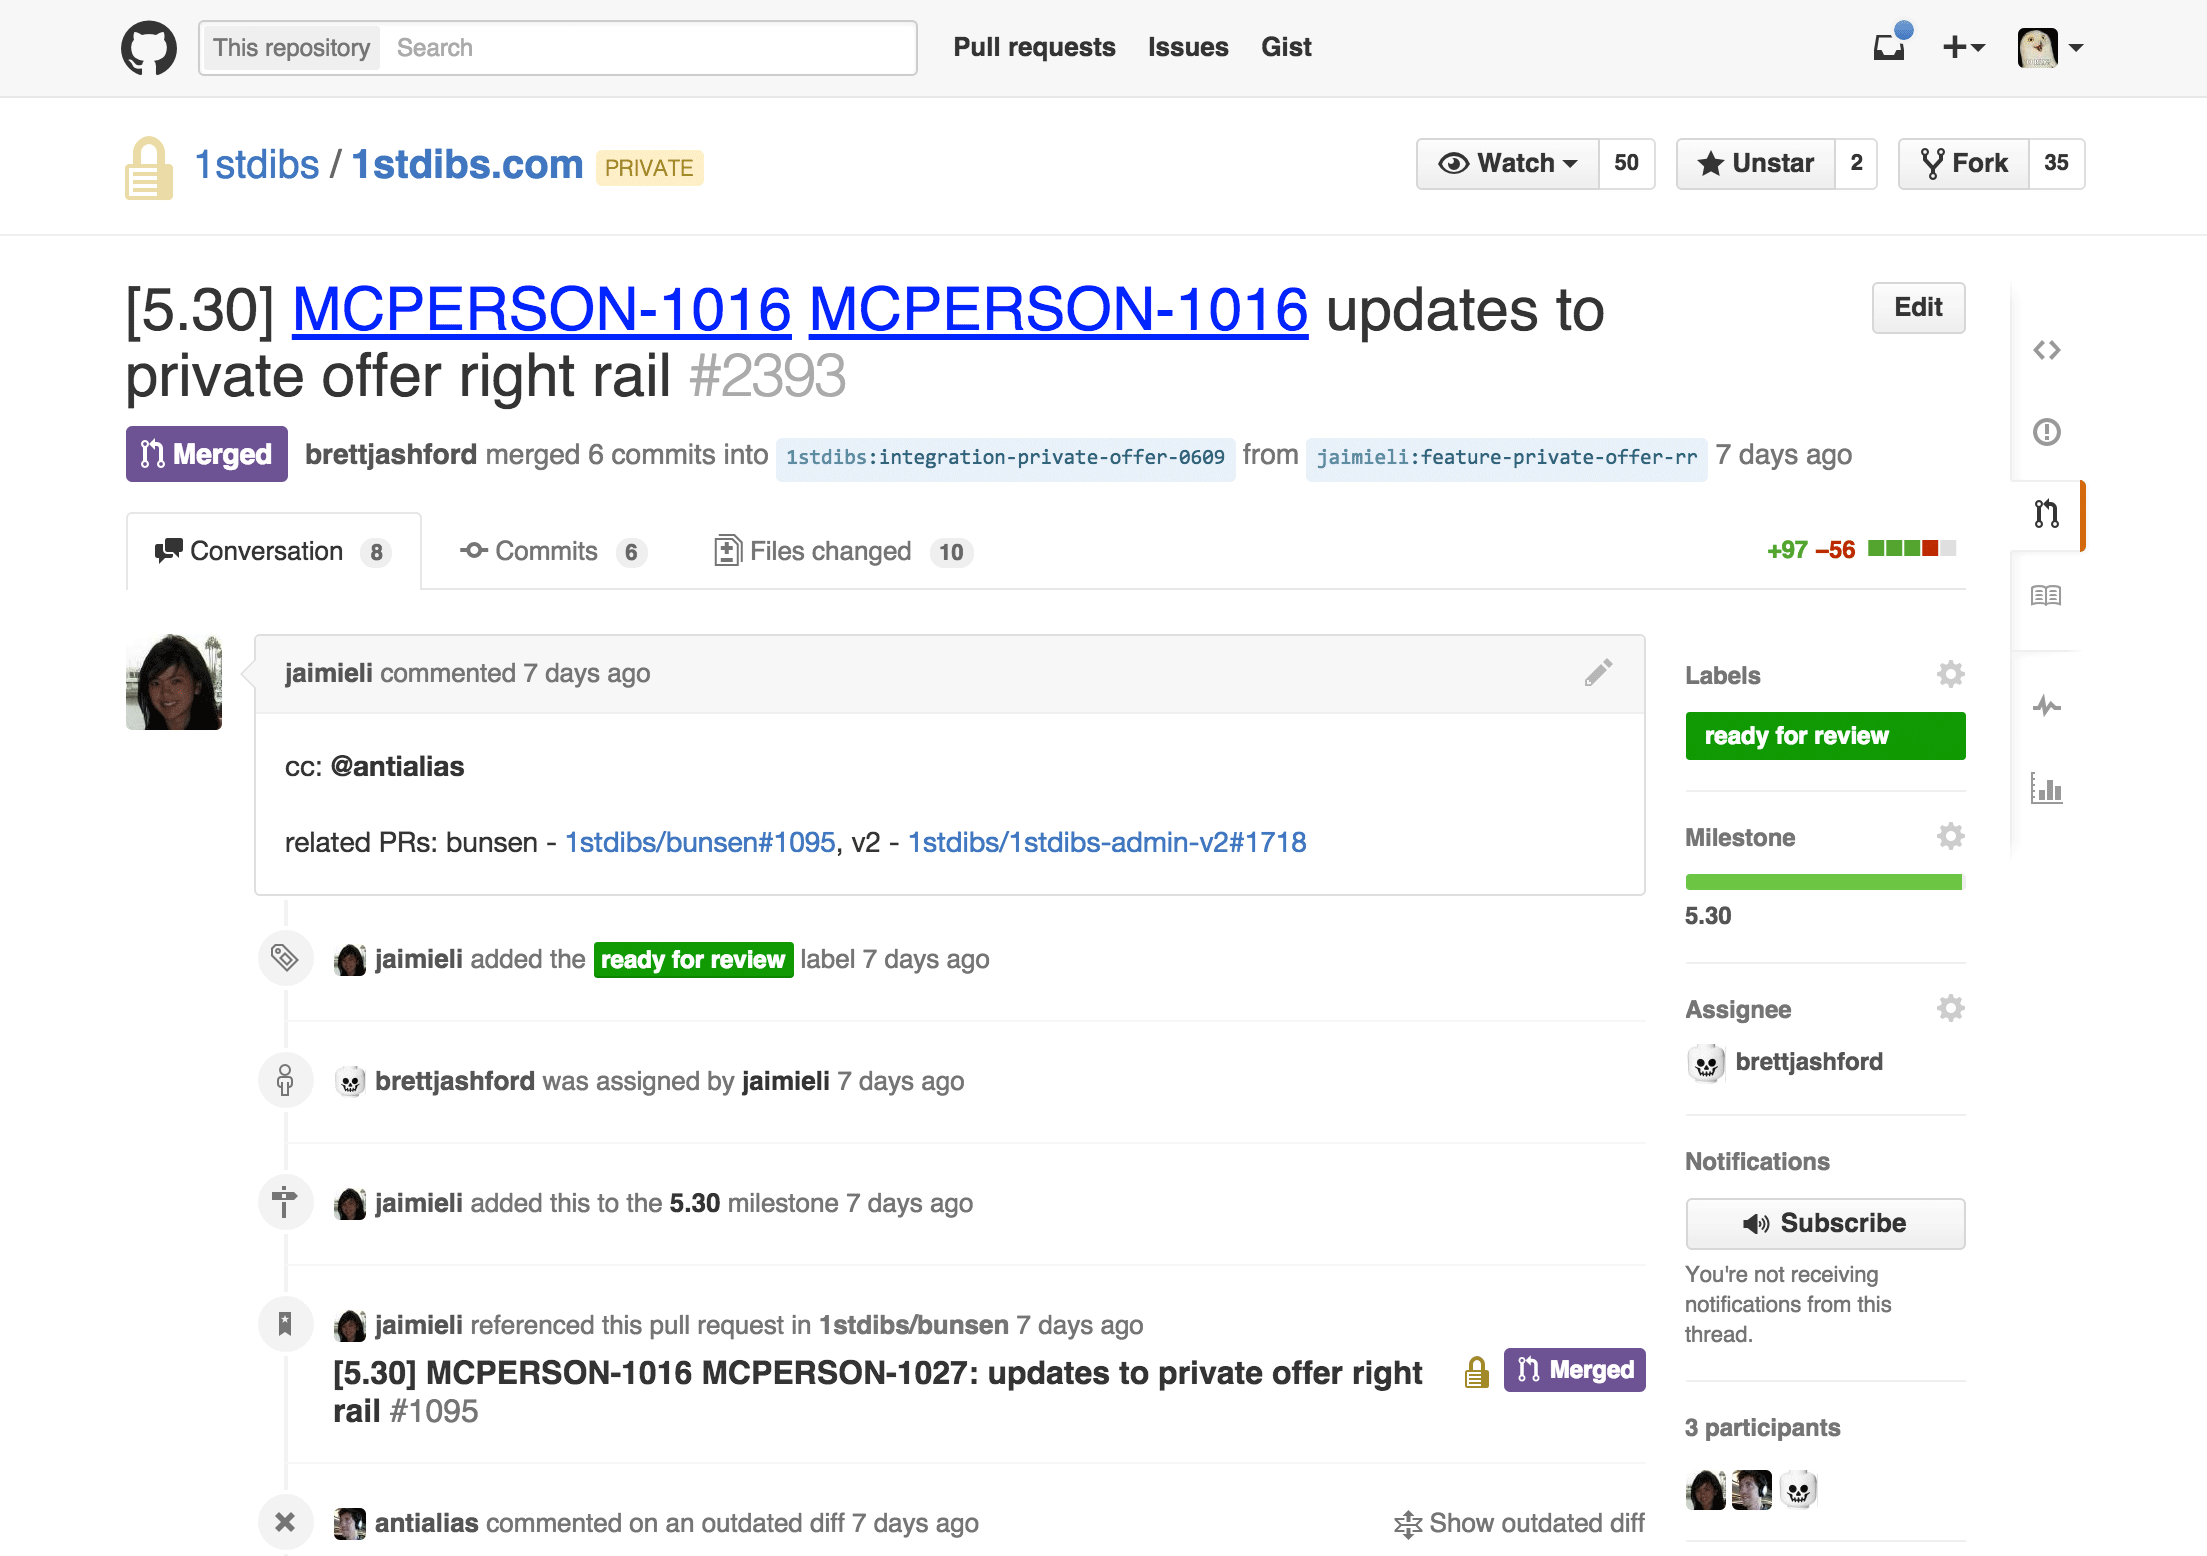 This repository Search Pull requests Issues Gist
1stdibs / 1stdibs.com PRIVATE Watch 50 Unstar 2 Fork 35
[5.30] MCPERSON-1016 MCPERSON-1016 updates to
private offer right rail #2393
Edit
Merged brettjashford merged 6 commits into 1stdibs:integration-private-offer-0609 from jaimieli:feature-private-offer-rr 7 days ago
Conversation 8 Commits 6 Files changed 10 +97 −56
jaimieli commented 7 days ago
cc: @antialias
related PRs: bunsen - 1stdibs/bunsen#1095, v2 - 1stdibs/1stdibs-admin-v2#1718
jaimieli added the ready for review label 7 days ago
brettjashford was assigned by jaimieli 7 days ago
jaimieli added this to the 5.30 milestone 7 days ago
jaimieli referenced this pull request in 1stdibs/bunsen 7 days ago
[5.30] MCPERSON-1016 MCPERSON-1027: updates to private offer right
rail #1095
Merged
antialias commented on an outdated diff 7 days ago Show outdated diff
Labels
ready for review
Milestone
5.30
Assignee
brettjashford
Notifications
Subscribe
You're not receiving
notifications from this
thread.
3 participants